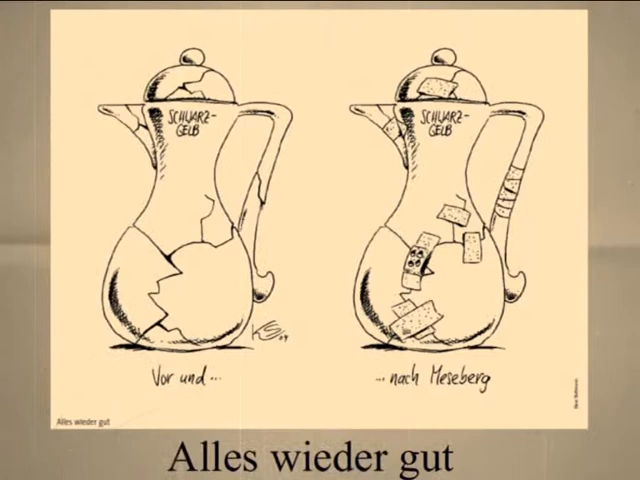 SCHWARZ-
GELB
SCHWARZ-
GELB
Vor und...
...nach Meseberg
Alles wieder gut
Alles wieder gut